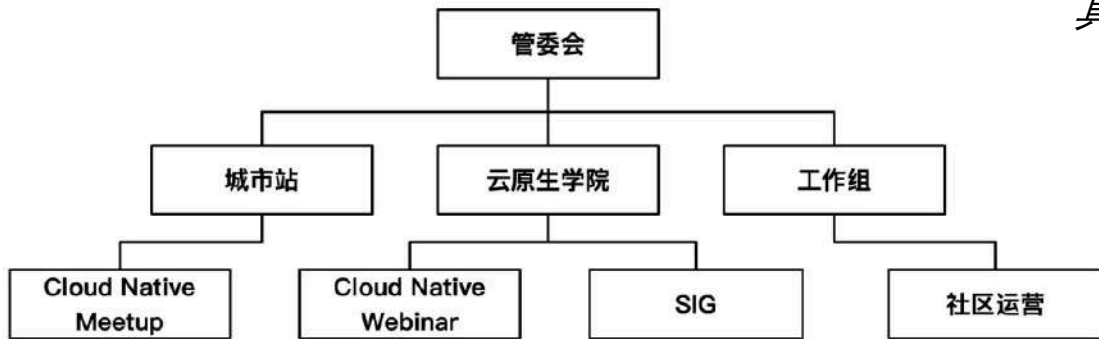 管委会
城市站
云原生学院
工作组
Cloud Native
Meetup
Cloud Native
Webinar
SIG
社区运营